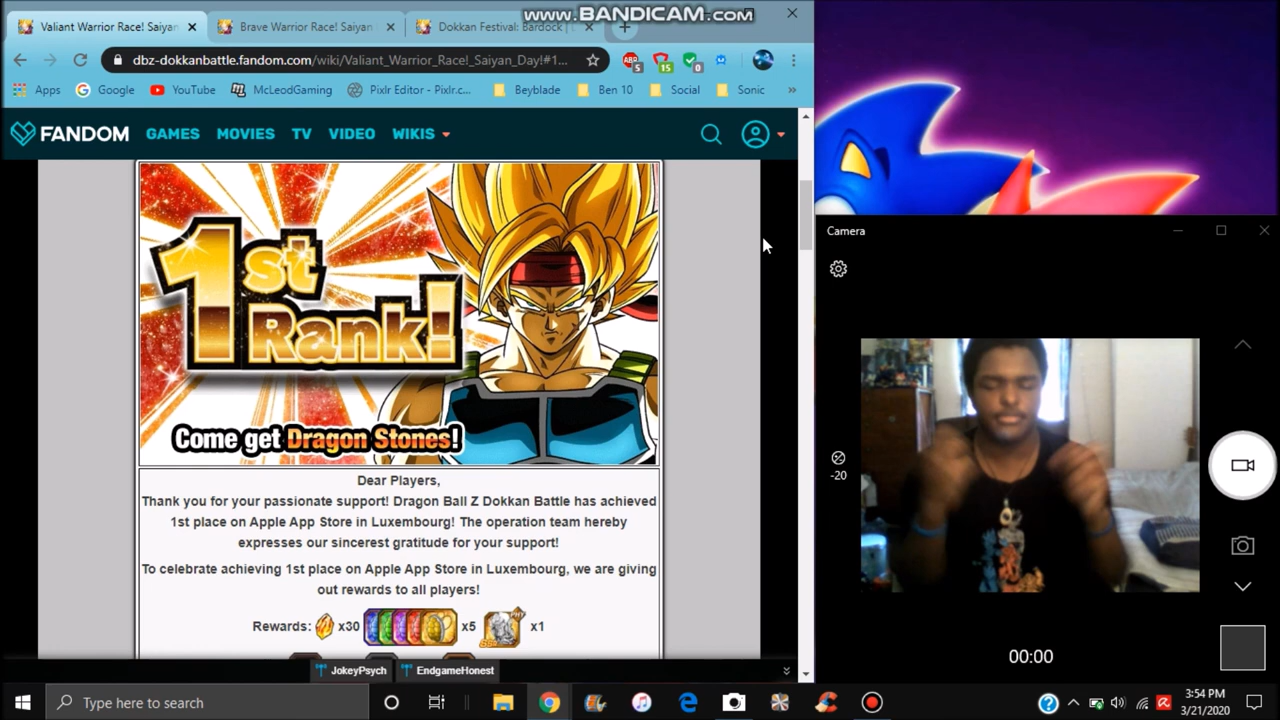 www.BANDICAM.com
Valiant Warrior Race! Saiyan
Brave Warrior Race! Saiyan
Dokkan Festival: Bardock | D
dbz-dokkanbattle.fandom.com/wiki/Valiant_Warrior_Race!_Saiyan_Day!#1...
ABP
5
15
0
Apps
Google
YouTube
McLeodGaming
Pixlr Editor - Pixlr.c...
Beyblade
Ben 10
Social
Sonic
»
FANDOM
GAMES
MOVIES
TV
VIDEO
WIKIS
1st
Rank!
Come get Dragon Stones!
Dear Players,
Thank you for your passionate support! Dragon Ball Z Dokkan Battle has achieved
1st place on Apple App Store in Luxembourg! The operation team hereby
expresses our sincerest gratitude for your support!
To celebrate achieving 1st place on Apple App Store in Luxembourg, we are giving
out rewards to all players!
Rewards: x30 x5 PHY SSR x1
JokeyPsych
EndgameHonest
Camera
-20
00:00
Type here to search
3:54 PM
3/21/2020